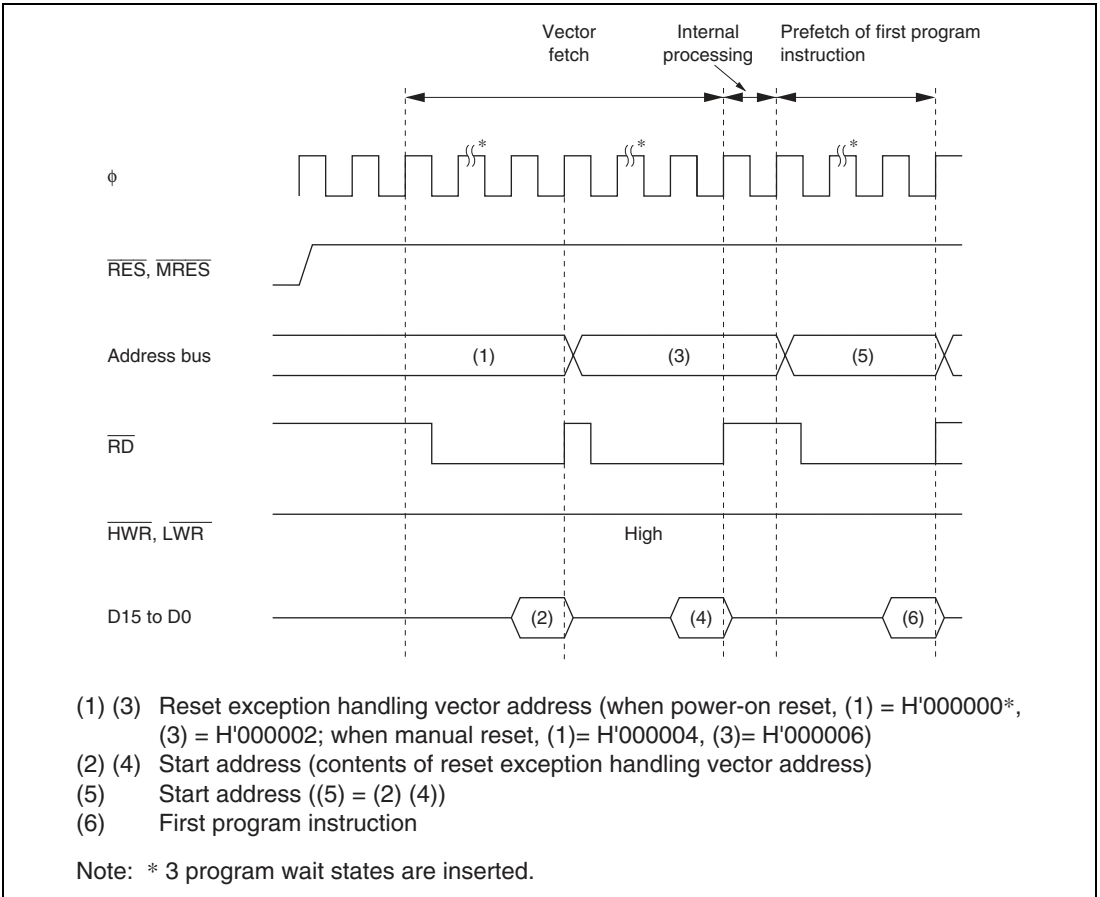 Vector
fetch
Internal
processing
Prefetch of first program
instruction
* * *
ϕ
RES, MRES
Address bus
(1) (3) (5)
RD
HWR, LWR
High
D15 to D0
(2) (4) (6)
(1) (3) Reset exception handling vector address (when power-on reset, (1) = H'000000*,
(3) = H'000002; when manual reset, (1)= H'000004, (3)= H'000006)
(2) (4) Start address (contents of reset exception handling vector address)
(5) Start address ((5) = (2) (4))
(6) First program instruction
Note: * 3 program wait states are inserted.